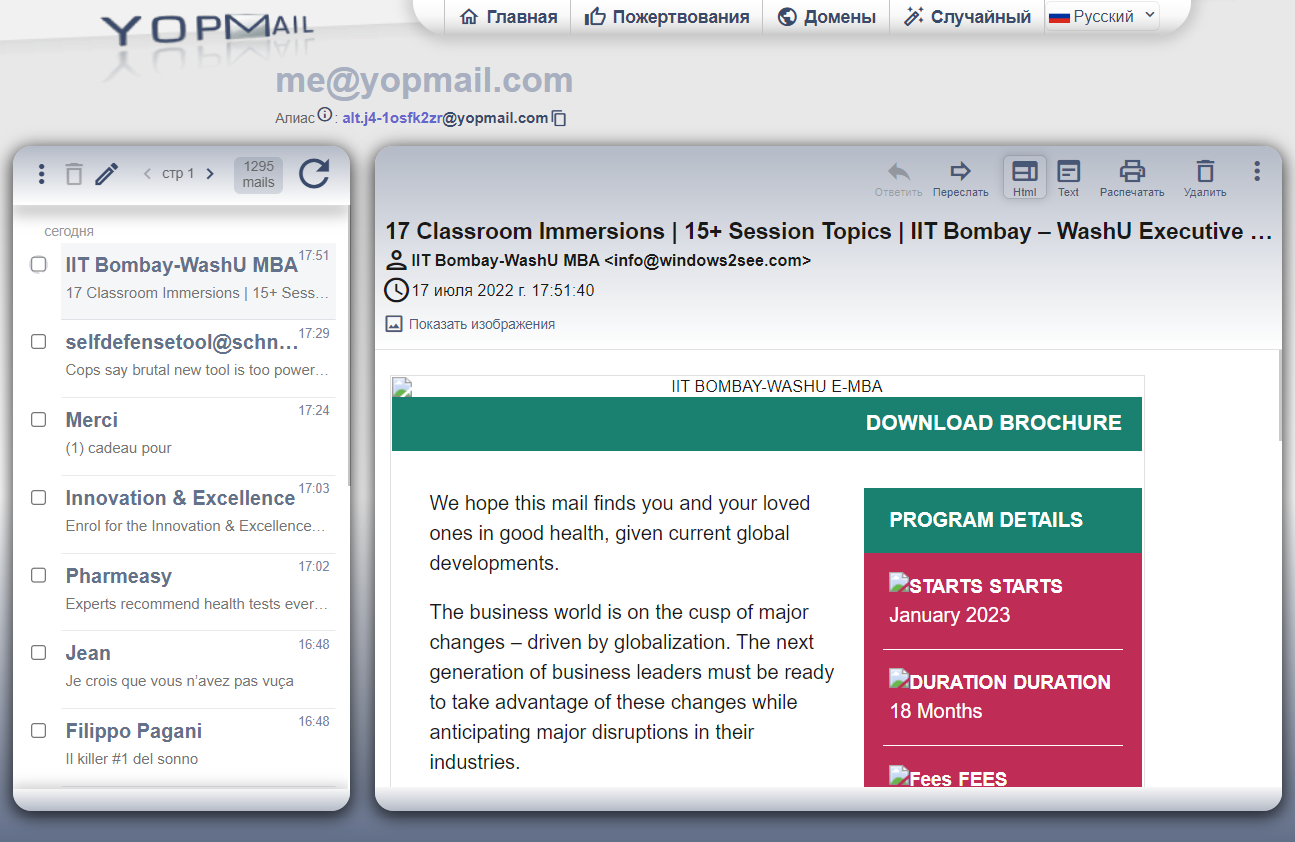 YOPMAIL
Главная
Пожертвования
Домены
Случайный
Русский
me@yopmail.com
Алиас : alt.j4-1osfk2zr@yopmail.com
стр 1
1295
mails
сегодня
IIT Bombay-WashU MBA 17:51
17 Classroom Immersions | 15+ Sess…
selfdefensetool@schn… 17:29
Cops say brutal new tool is too power…
Merci 17:24
(1) cadeau pour
Innovation & Excellence 17:03
Enrol for the Innovation & Excellence…
Pharmeasy 17:02
Experts recommend health tests ever…
Jean 16:48
Je crois que vous n'avez pas vuça
Filippo Pagani 16:48
Il killer #1 del sonno
Ответить
Переслать
Html
Text
Распечатать
Удалить
17 Classroom Immersions | 15+ Session Topics | IIT Bombay – WashU Executive …
IIT Bombay-WashU MBA <info@windows2see.com>
17 июля 2022 г. 17:51:40
Показать изображения
IIT BOMBAY-WASHU E-MBA
DOWNLOAD BROCHURE
We hope this mail finds you and your loved
ones in good health, given current global
developments.
The business world is on the cusp of major
changes – driven by globalization. The next
generation of business leaders must be ready
to take advantage of these changes while
anticipating major disruptions in their
industries.
PROGRAM DETAILS
STARTS STARTS
January 2023
DURATION DURATION
18 Months
Fees FEES